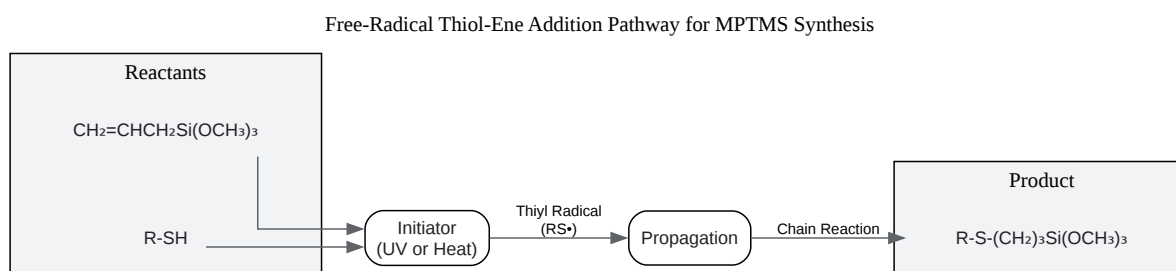 Free-Radical Thiol-Ene Addition Pathway for MPTMS Synthesis
Reactants
CH₂=CHCH₂Si(OCH₃)₃
R-SH
Initiator
(UV or Heat)
Thiyl Radical
(RS•)
Propagation
Chain Reaction
Product
R-S-(CH₂)₃Si(OCH₃)₃